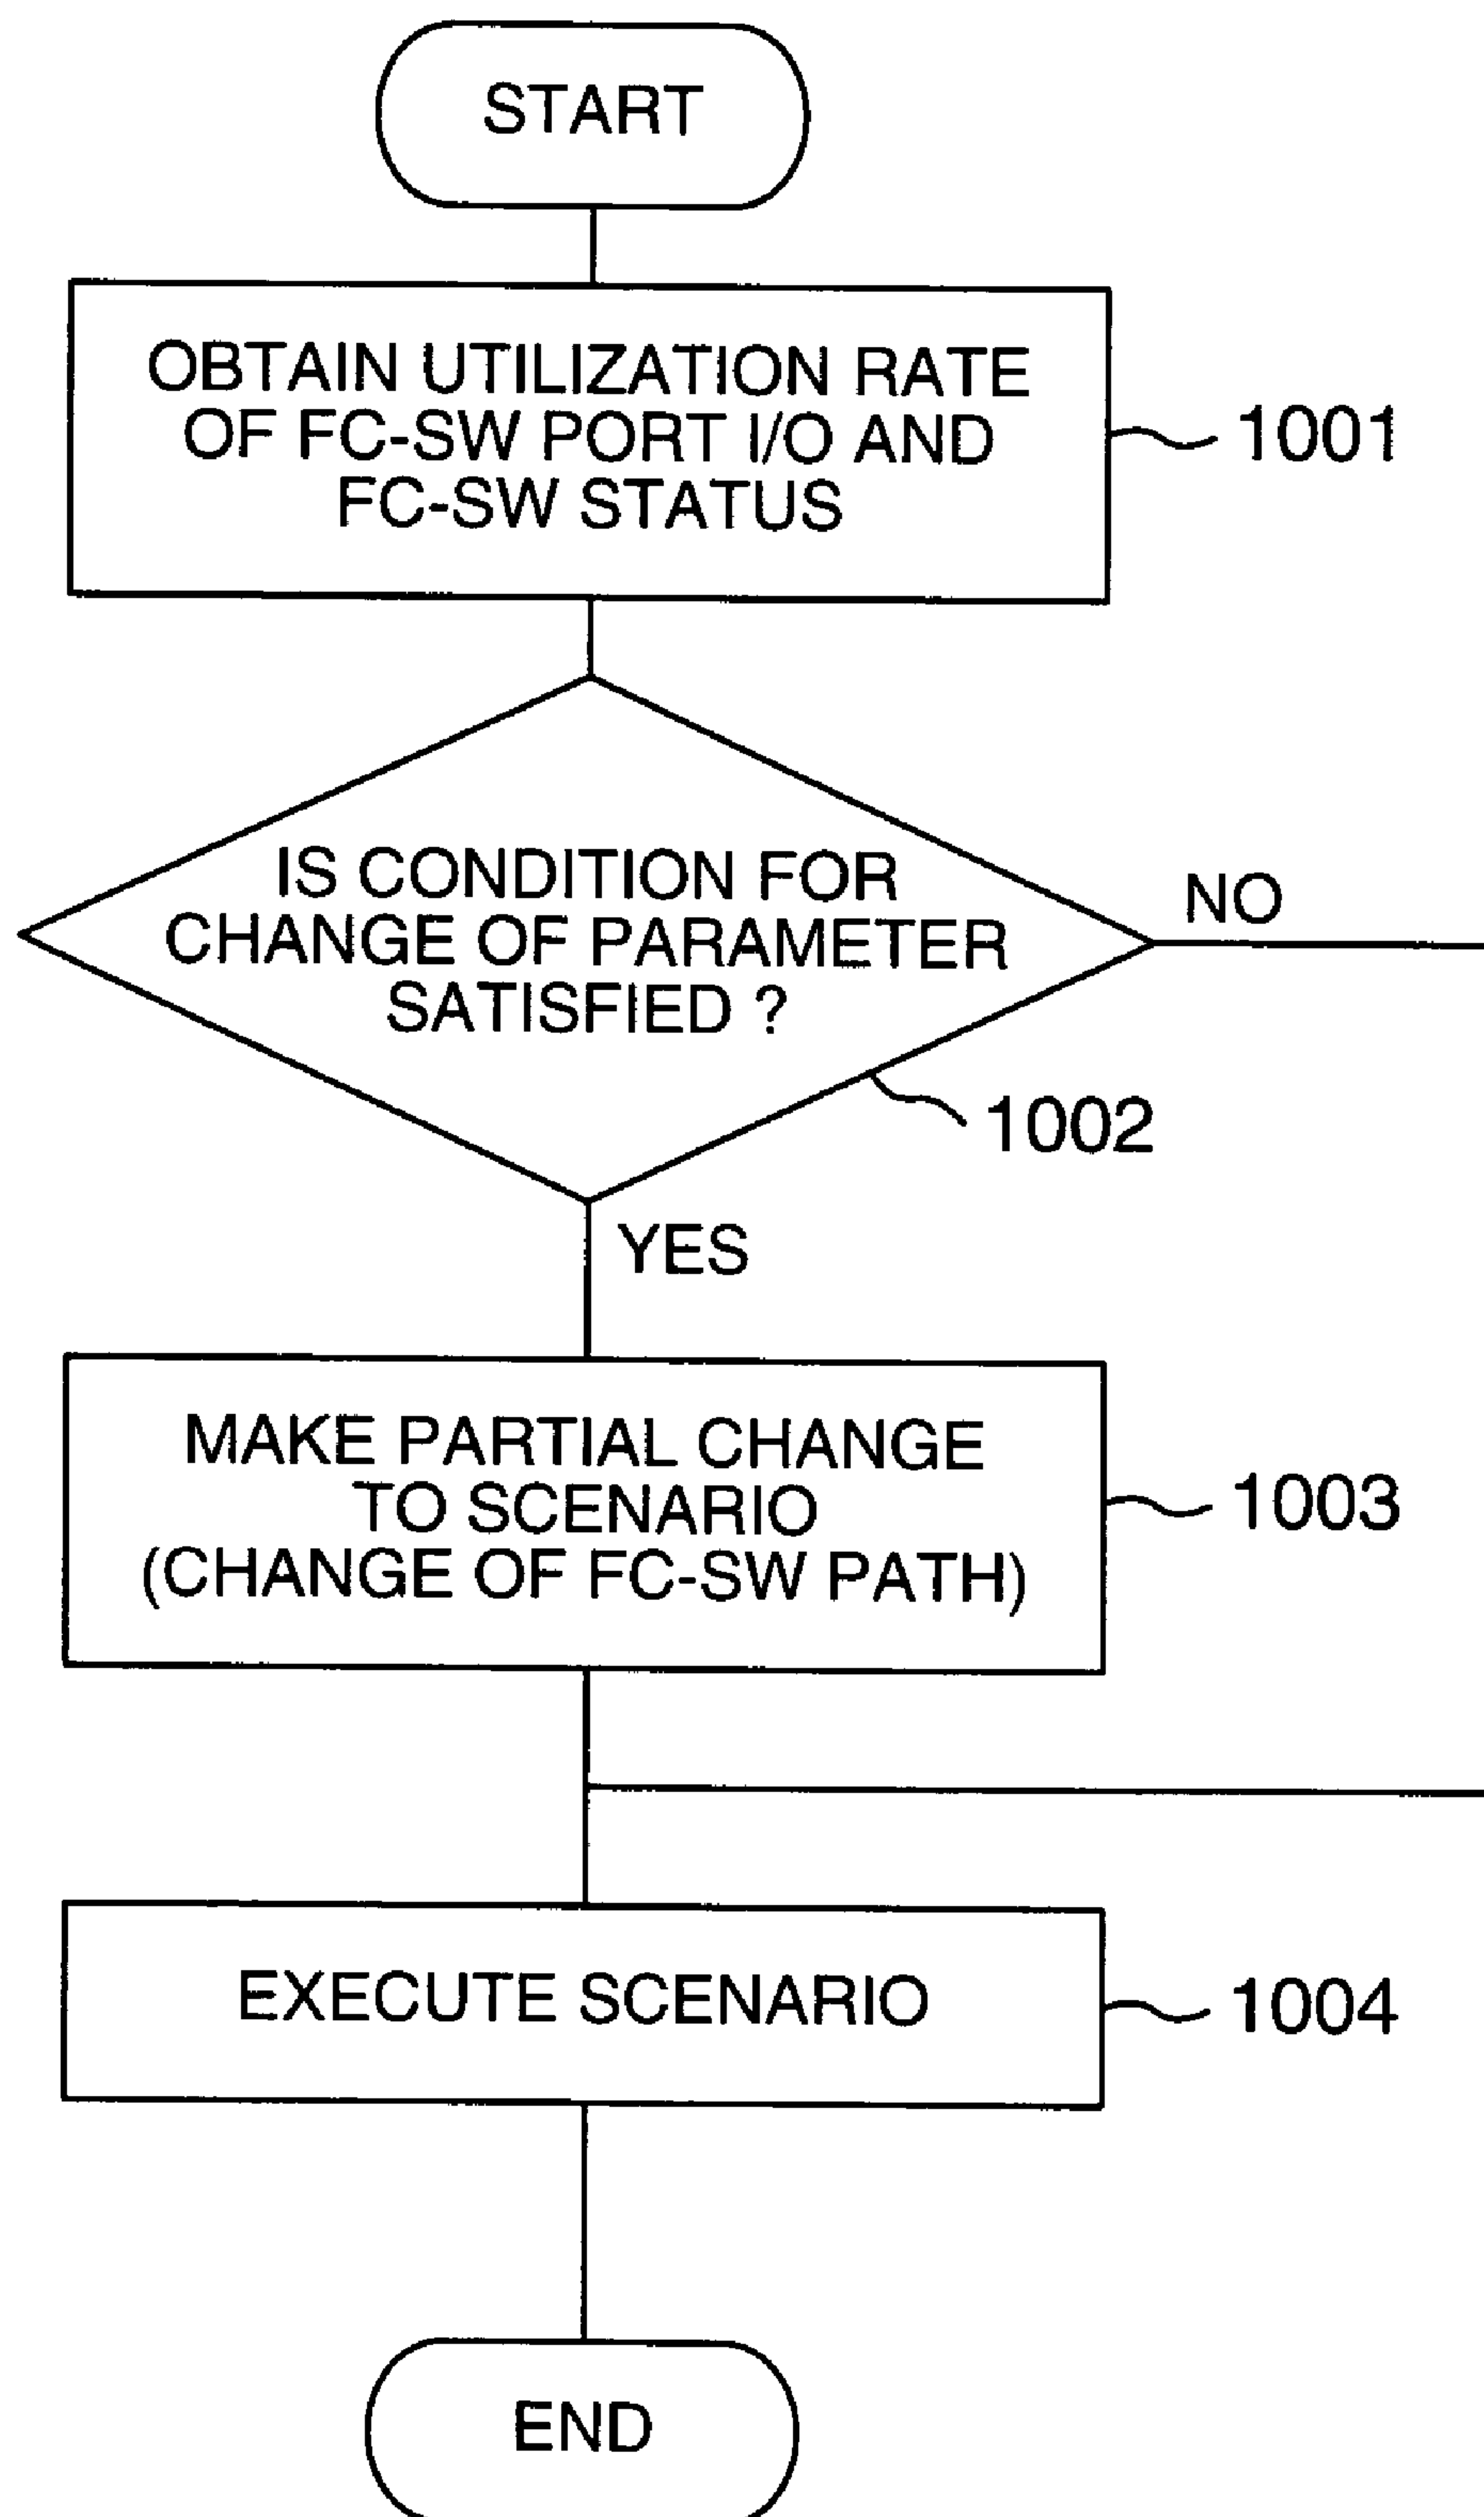 START
OBTAIN UTILIZATION RATE
OF FC-SW PORT I/O AND
FC-SW STATUS
1001
IS CONDITION FOR
CHANGE OF PARAMETER
SATISFIED ?
NO
1002
YES
MAKE PARTIAL CHANGE
TO SCENARIO
(CHANGE OF FC-SW PATH)
1003
EXECUTE SCENARIO
1004
END